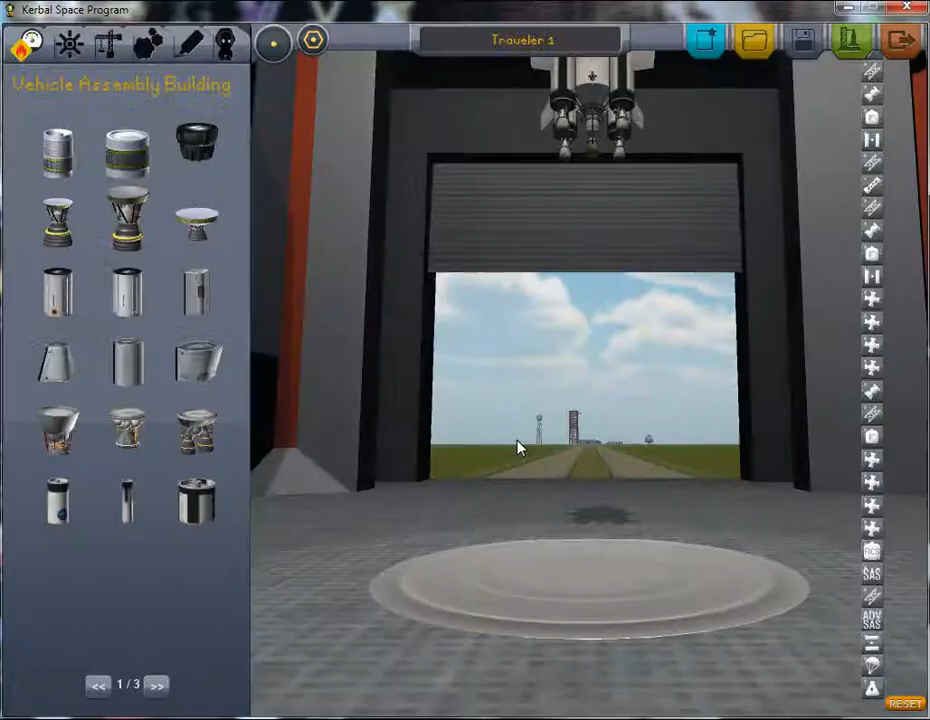 Kerbal Space Program
Traveler 1
Vehicle Assembly Building
RCS
SAS
ADV
SAS
<< 1 / 3 >>
RESET